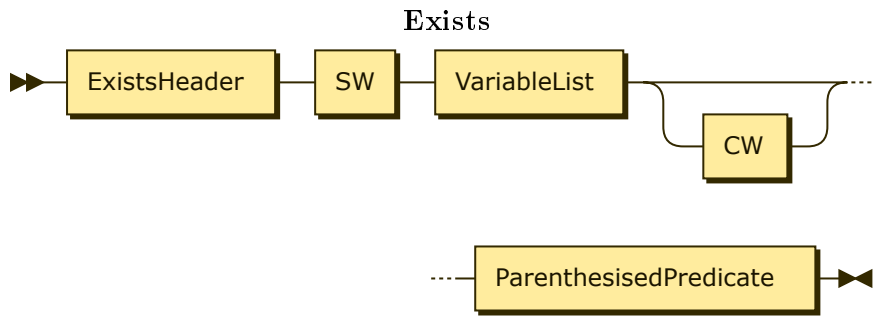 Exists
ExistsHeader SW VariableList
CW
ParenthesisedPredicate